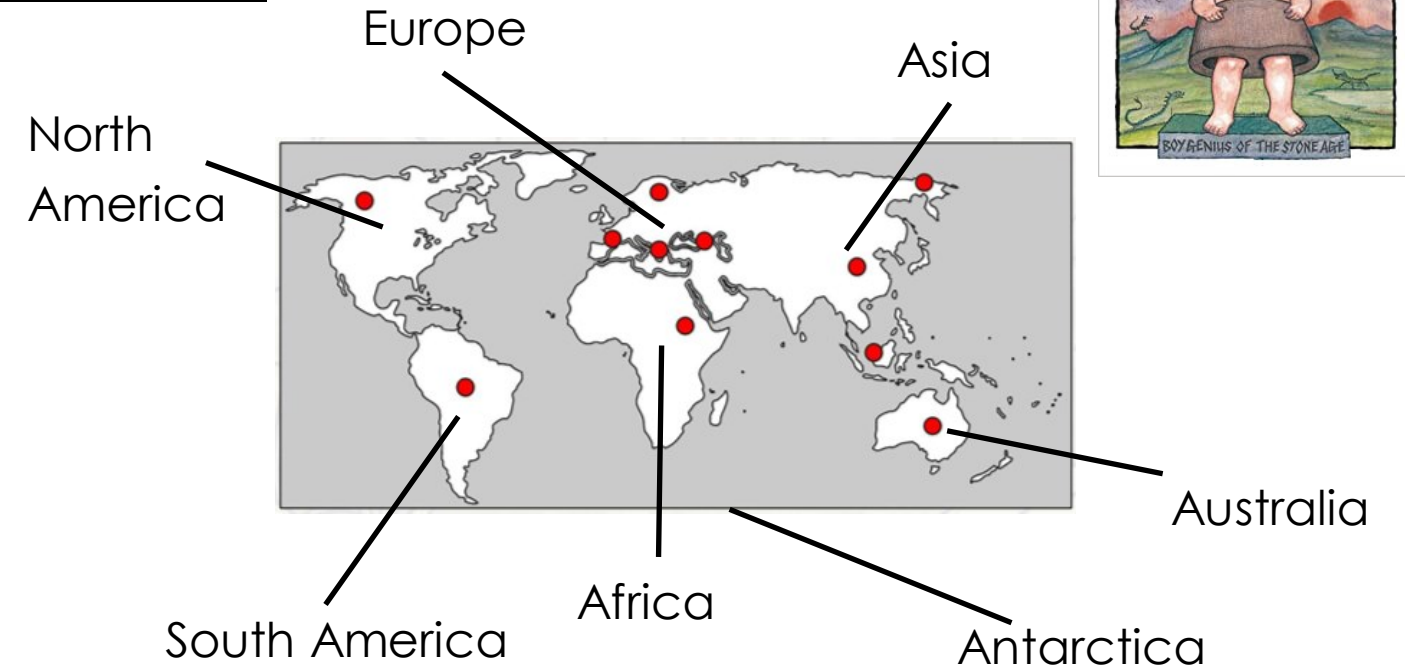 Europe
Asia
North
America
BOY GENIUS OF THE STONE AGE
Australia
Africa
South America
Antarctica